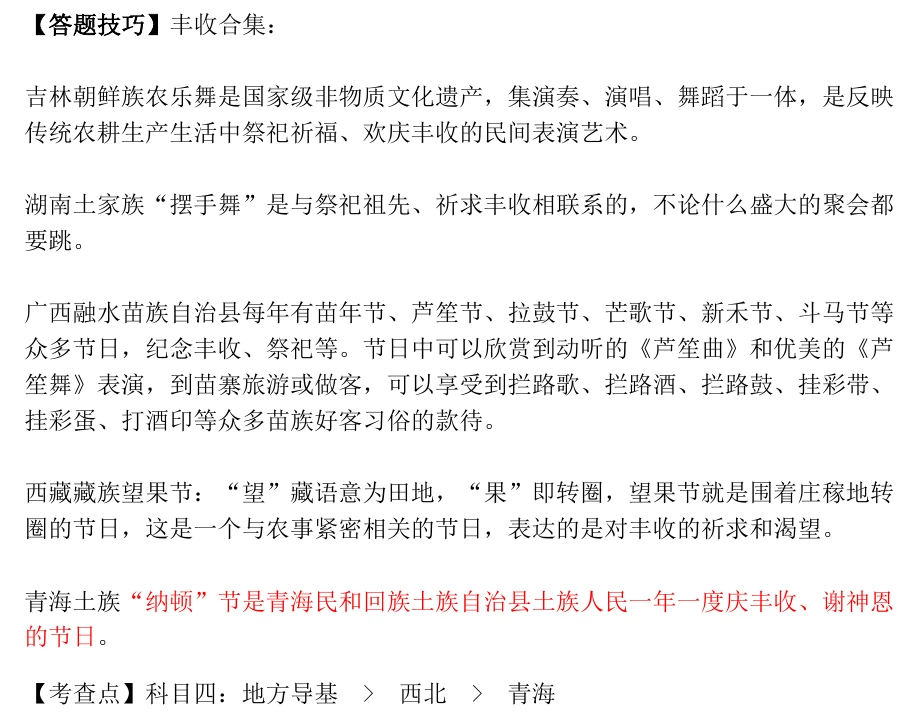 【答题技巧】丰收合集：
吉林朝鲜族农乐舞是国家级非物质文化遗产，集演奏、演唱、舞蹈于一体，是反映
传统农耕生产生活中祭祀祈福、欢庆丰收的民间表演艺术。
湖南土家族“摆手舞”是与祭祀祖先、祈求丰收相联系的，不论什么盛大的聚会都
要跳。
广西融水苗族自治县每年有苗年节、芦笙节、拉鼓节、芒歌节、新禾节、斗马节等
众多节日，纪念丰收、祭祀等。节日中可以欣赏到动听的《芦笙曲》和优美的《芦
笙舞》表演，到苗寨旅游或做客，可以享受到拦路歌、拦路酒、拦路鼓、挂彩带、
挂彩蛋、打酒印等众多苗族好客习俗的款待。
西藏藏族望果节：“望”藏语意为田地，“果”即转圈，望果节就是围着庄稼地转
圈的节日，这是一个与农事紧密相关的节日，表达的是对丰收的祈求和渴望。
青海土族“纳顿”节是青海民和回族土族自治县土族人民一年一度庆丰收、谢神恩
的节日。
【考查点】科目四：地方导基 > 西北 > 青海